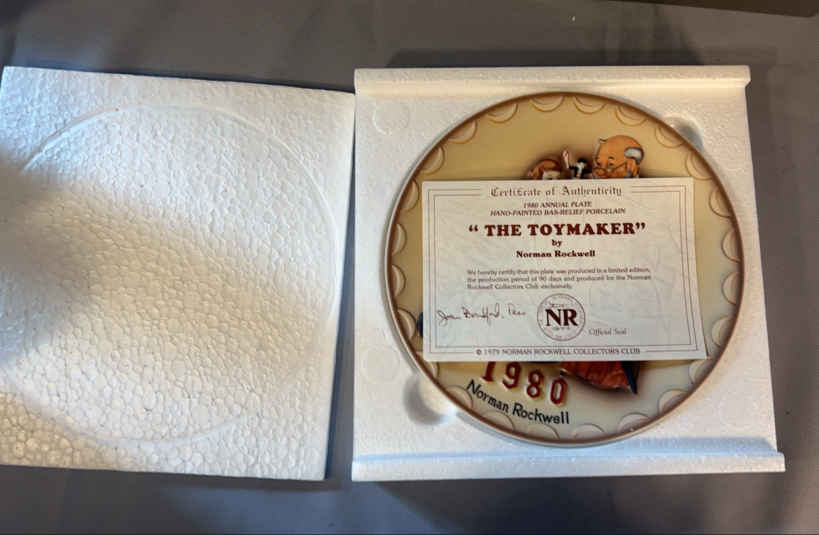 Certificate of Authenticity
1980 ANNUAL PLATE
HAND-PAINTED BAS-RELIEF PORCELAIN
“ THE TOYMAKER”
by
Norman Rockwell
We hereby certify that this plate was produced in a limited edition,
the production period of 90 days and produced for the Norman
Rockwell Collectors Club exclusively.
NR
Official Seal
© 1979 NORMAN ROCKWELL COLLECTORS CLUB
1980
Norman Rockwell